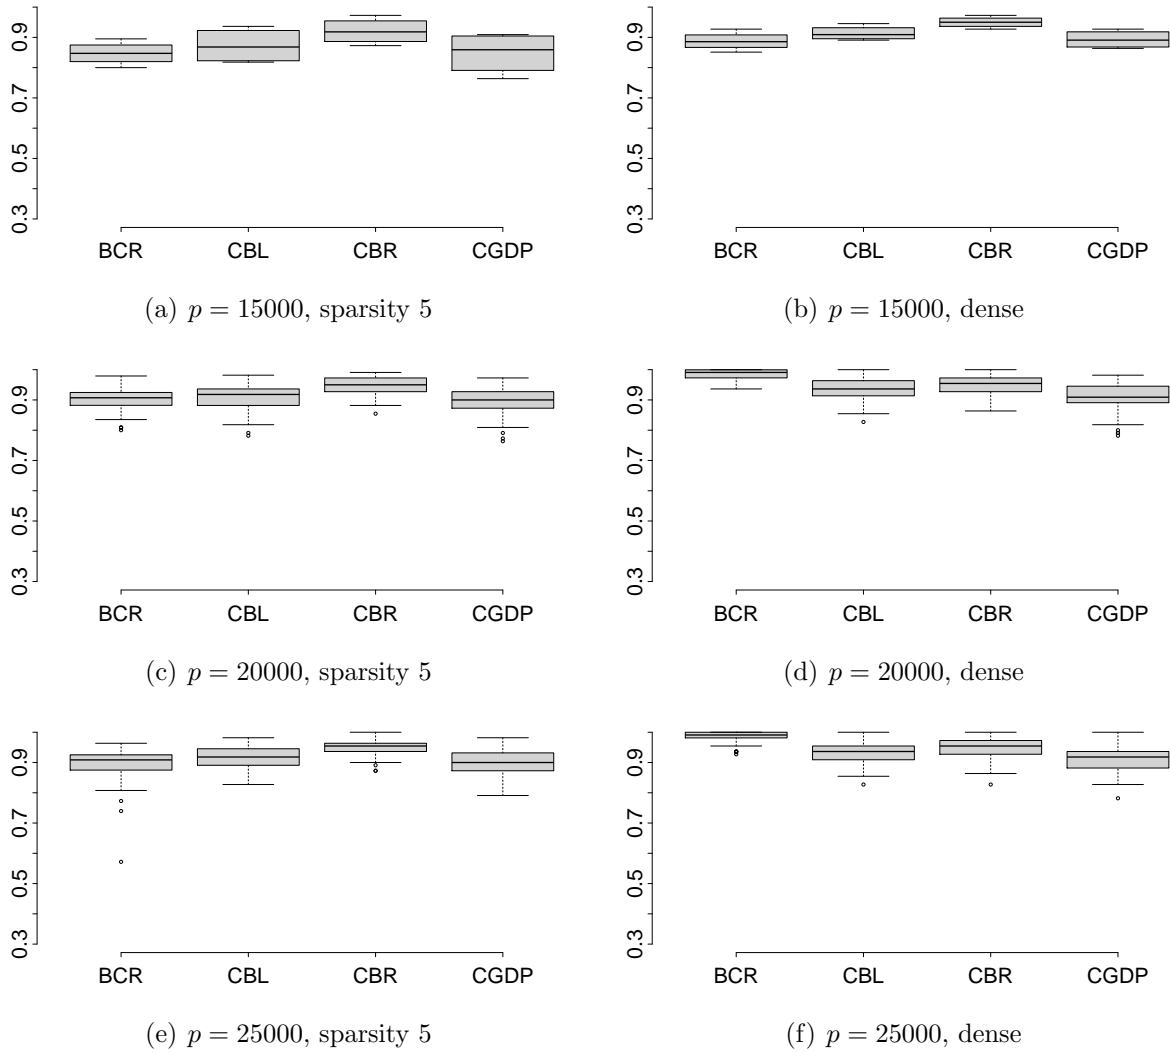 0.3 0.5 0.7 0.9
BCR CBL CBR CGDP
(a) p = 15000, sparsity 5
0.3 0.5 0.7 0.9
BCR CBL CBR CGDP
(b) p = 15000, dense
0.3 0.5 0.7 0.9
BCR CBL CBR CGDP
(c) p = 20000, sparsity 5
0.3 0.5 0.7 0.9
BCR CBL CBR CGDP
(d) p = 20000, dense
0.3 0.5 0.7 0.9
BCR CBL CBR CGDP
(e) p = 25000, sparsity 5
0.3 0.5 0.7 0.9
BCR CBL CBR CGDP
(f) p = 25000, dense